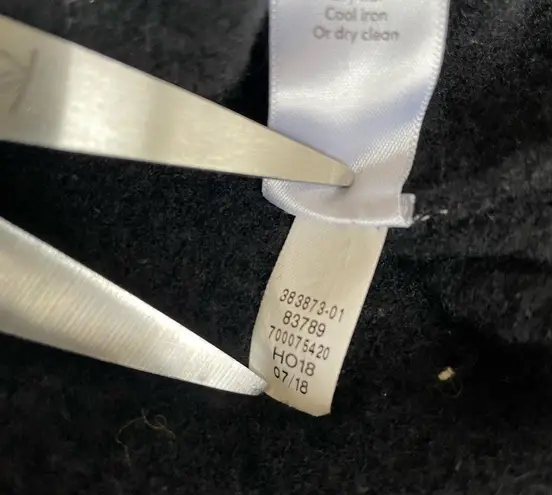 Cool iron
Or dry clean
383873-01
83789
700075420
HO18
07/18